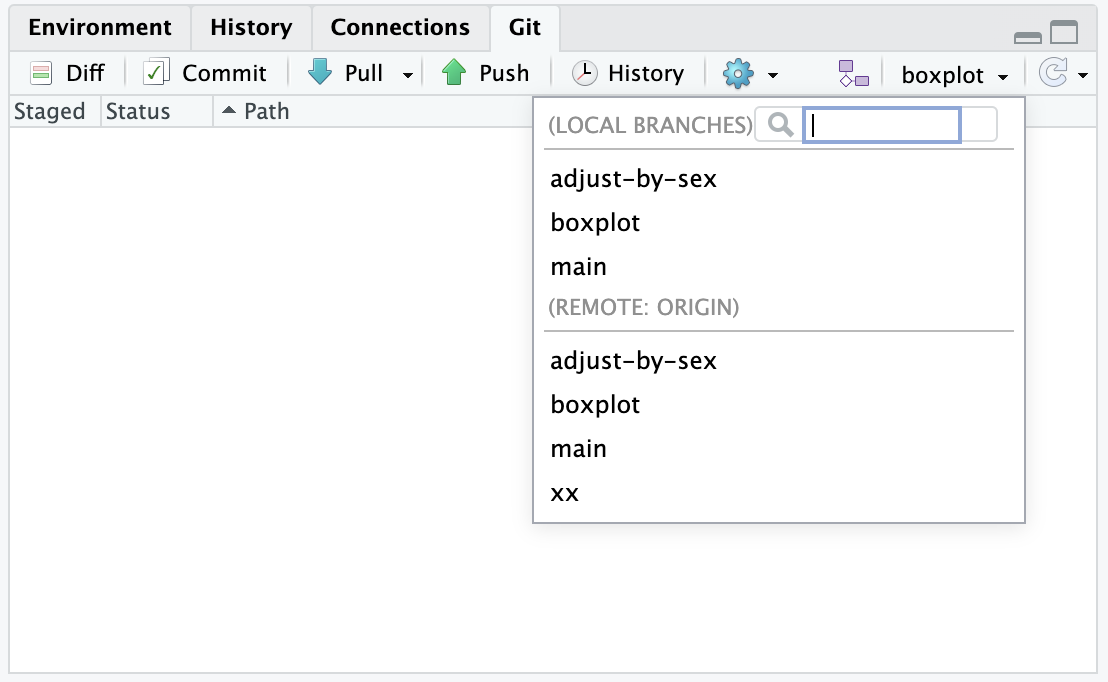 Environment History Connections Git
Diff Commit Pull Push History boxplot
Staged Status Path
(LOCAL BRANCHES)
adjust-by-sex
boxplot
main
(REMOTE: ORIGIN)
adjust-by-sex
boxplot
main
xx